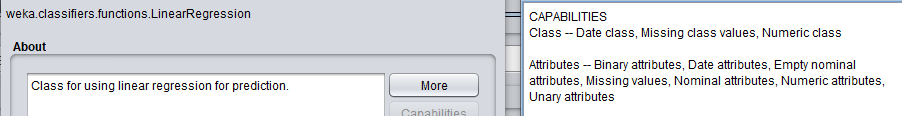 weka.classifiers.functions.LinearRegression
About
Class for using linear regression for prediction.
More
Capabilities
CAPABILITIES
Class -- Date class, Missing class values, Numeric class
Attributes -- Binary attributes, Date attributes, Empty nominal
attributes, Missing values, Nominal attributes, Numeric attributes,
Unary attributes